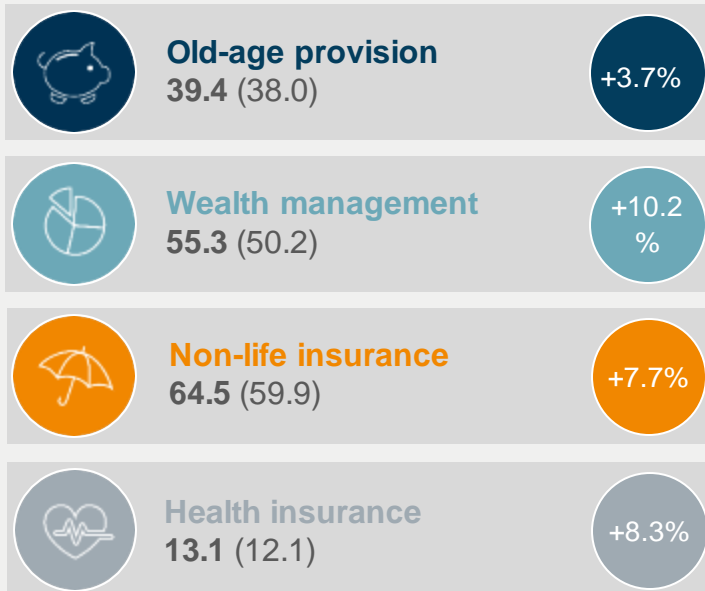 Old-age provision
39.4 (38.0)
+3.7%
Wealth management
55.3 (50.2)
+10.2
%
Non-life insurance
64.5 (59.9)
+7.7%
Health insurance
13.1 (12.1)
+8.3%